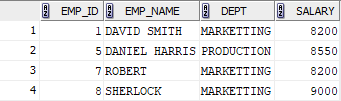 EMP_ID EMP_NAME DEPT SALARY
1 1 DAVID SMITH MARKETTING 8200
2 5 DANIEL HARRIS PRODUCTION 8550
3 7 ROBERT MARKETTING 8200
4 8 SHERLOCK MARKETTING 9000